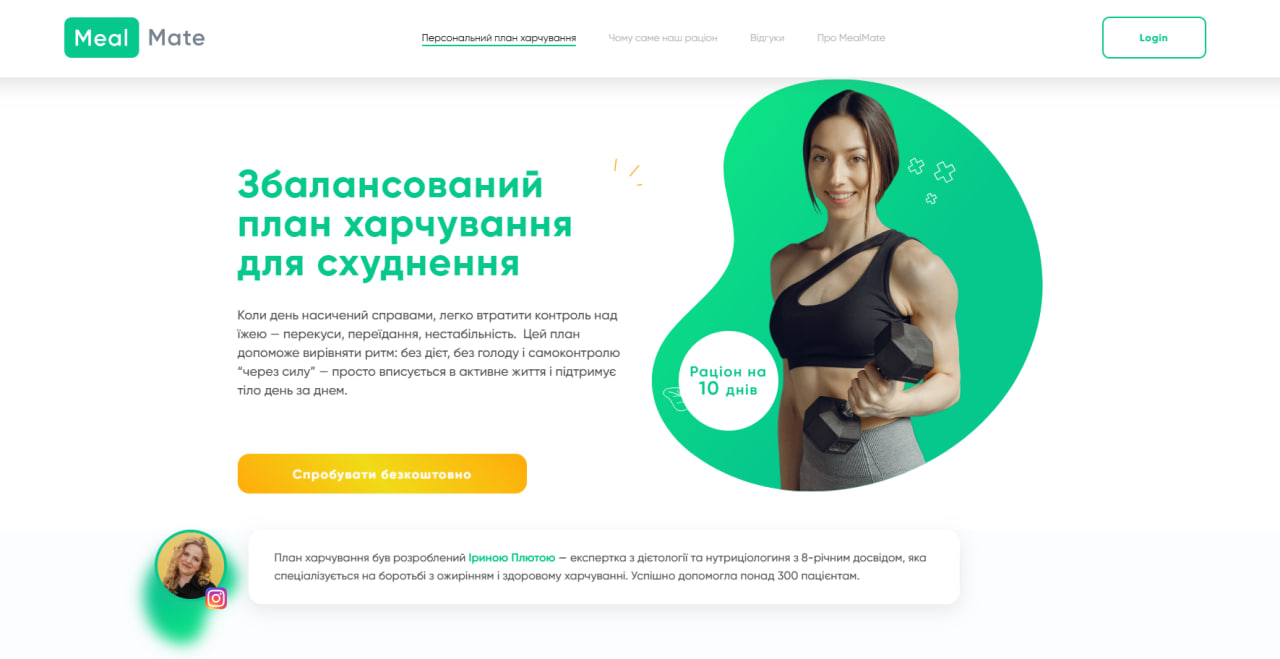 Meal Mate
Персональний план харчування
Чому саме наш раціон
Відгуки
Про MealMate
Login
Збалансований
план харчування
для схуднення
Коли день насичений справами, легко втратити контроль над
їжею — перекуси, переїдання, нестабільність. Цей план
допоможе вирівняти ритм: без дієт, без голоду і самоконтролю
“через силу” — просто вписується в активне життя і підтримує
тіло день за днем.
Раціон на
10 днів
Спробувати безкоштовно
План харчування був розроблений Іриною Плютою — експертка з дієтології та нутриціологиня з 8-річним досвідом, яка
спеціалізується на боротьбі з ожирінням і здоровому харчуванні. Успішно допомогла понад 300 пацієнтам.